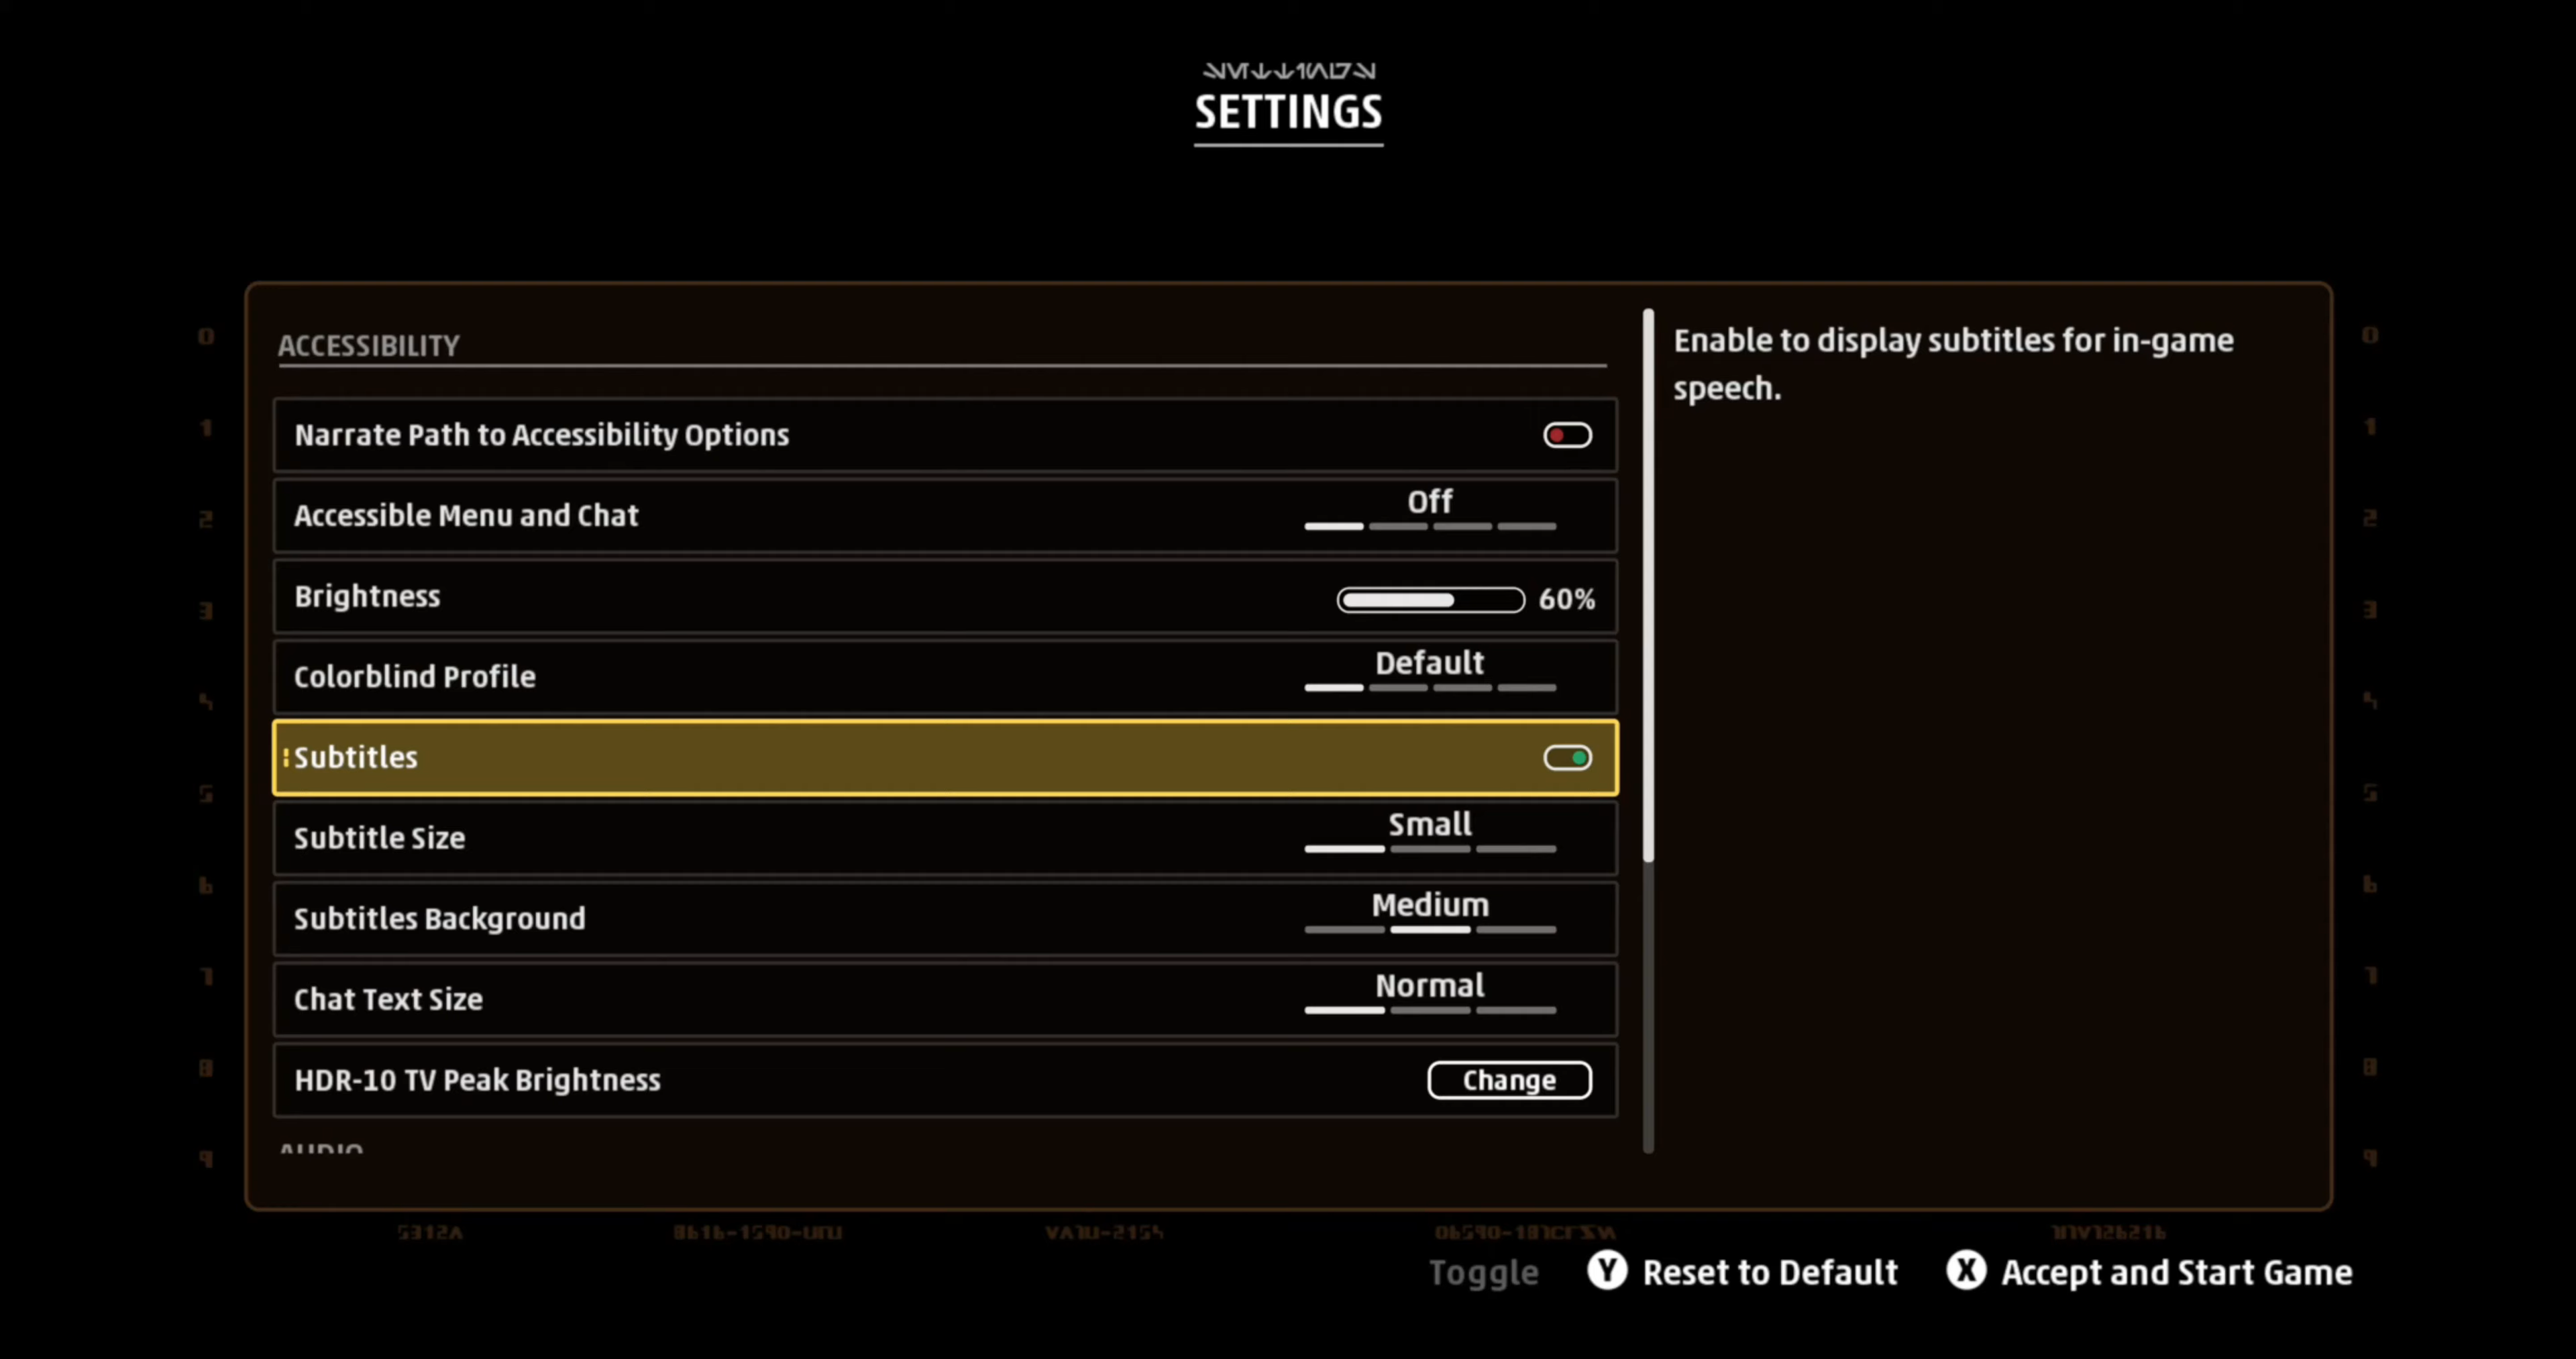 SETTINGS
ACCESSIBILITY
Narrate Path to Accessibility Options
Accessible Menu and Chat
Off
Brightness
60%
Colorblind Profile
Default
Subtitles
Subtitle Size
Small
Subtitles Background
Medium
Chat Text Size
Normal
HDR-10 TV Peak Brightness
Change
AUDIO
Enable to display subtitles for in-game
speech.
Toggle
Y Reset to Default
X Accept and Start Game